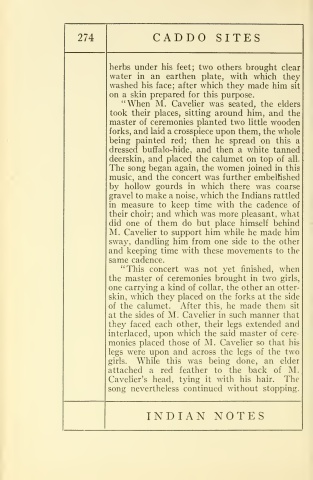 274
CADDO SITES
herbs under his feet; two others brought clear
water in an earthen plate, with which they
washed his face; after which they made him sit
on a skin prepared for this purpose.
"When M. Cavelier was seated, the elders
took their places, sitting around him, and the
master of ceremonies planted two little wooden
forks, and laid a crosspiece upon them, the whole
being painted red; then he spread on this a
dressed buffalo-hide, and then a white tanned
deerskin, and placed the calumet on top of all.
The song began again, the women joined in this
music, and the concert was further embellished
by hollow gourds in which there was coarse
gravel to make a noise, which the Indians rattled
in measure to keep time with the cadence of
their choir; and which was more pleasant. what
did one of them do but place himself behind
M. Cavelier to support him while he made him
sway, dandling him from one side to the other
and keeping time with these movements to the
same cadence.
"This concert was not yet finished, when
the master of ceremonies brought in two girls,
one carrying a kind of collar. the other an otter-
skin, which they placed on the forks at the side
of the calumet. After this, he made them sit
at the sides of M. Cavelier in such manner that
they faced each other, their legs extended and
interlaced, upon which the said master of cere-
monies placed those of M. Cavelier so that his
legs were upon and across the legs of the two
girls. While this was being done, an elder
attached a red feather to the back of M.
Cavelier's head, tying it with his hair. The
song nevertheless continued without stopping.
INDIAN NOTES